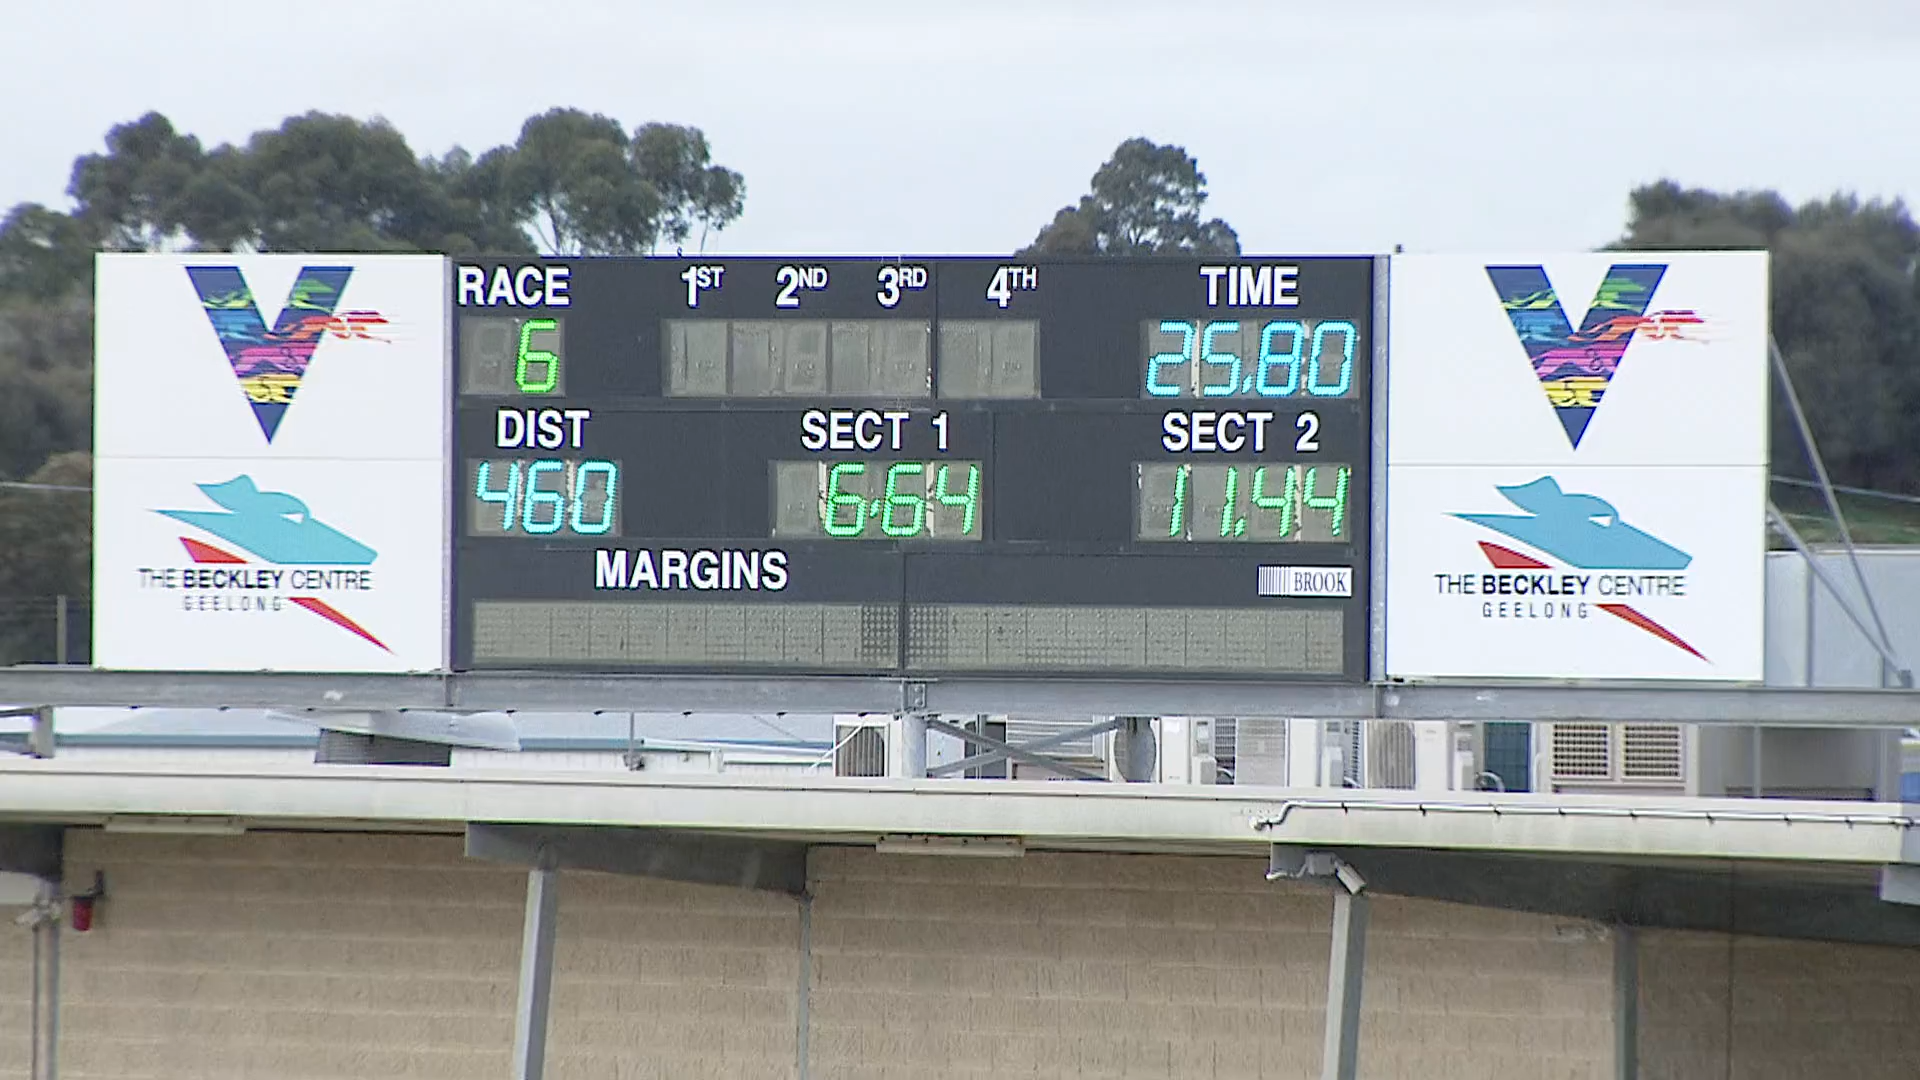 RACE 1ST 2ND 3RD 4TH TIME
6 25.80
DIST SECT 1 SECT 2
460 6.64 11.44
MARGINS
BROOK
THE BECKLEY CENTRE
GEELONG
THE BECKLEY CENTRE
GEELONG